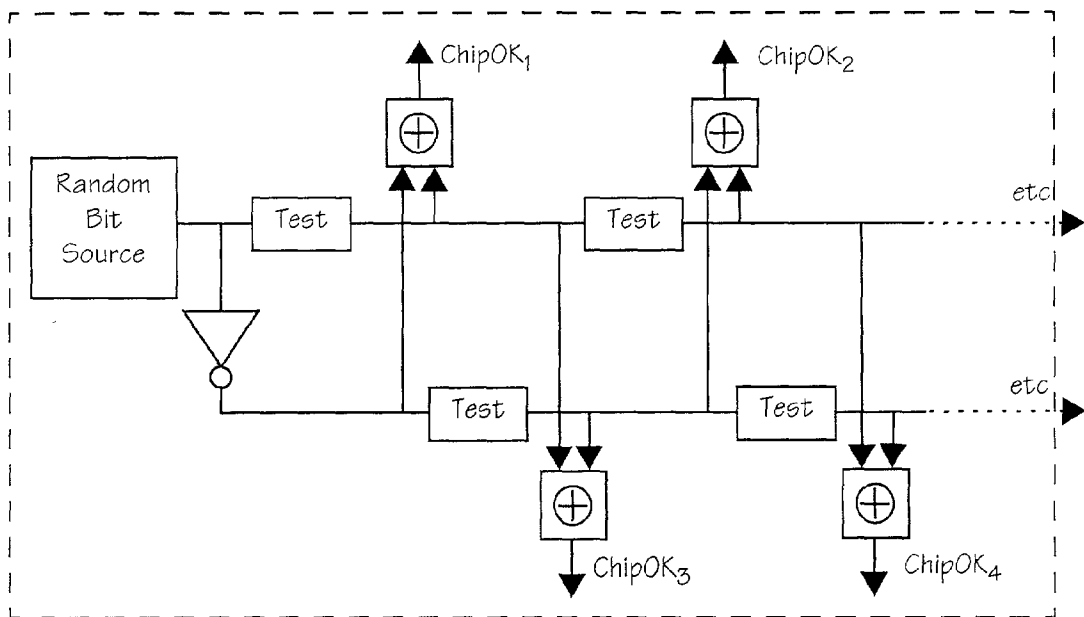 ChipOK1
ChipOK2
Random
Bit
Source
Test
Test
etc
Test
Test
etc
ChipOK3
ChipOK4